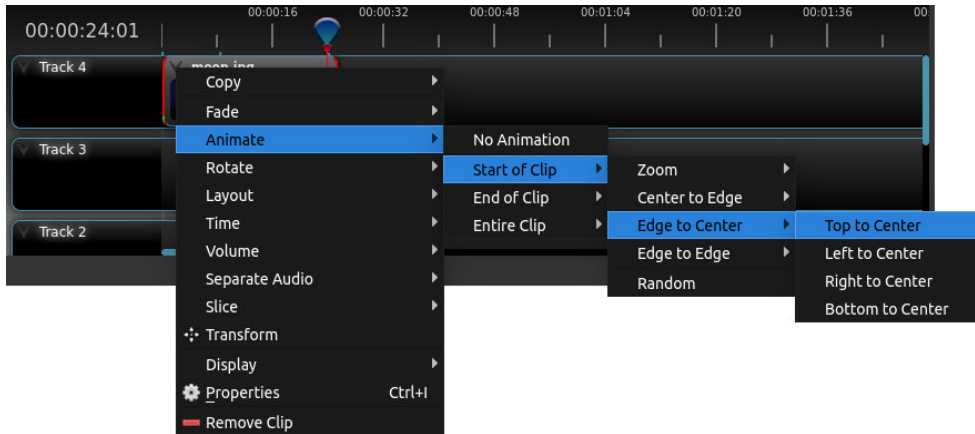 00:00:24:01
00:00:16 00:00:32 00:00:48 00:01:04 00:01:20 00:01:36 00:
Track 4
moon.jpg
Track 3
Track 2
Copy
Fade
Animate
Rotate
Layout
Time
Volume
Separate Audio
Slice
Transform
Display
Properties Ctrl+I
Remove Clip
No Animation
Start of Clip
End of Clip
Entire Clip
Zoom
Center to Edge
Edge to Center
Edge to Edge
Random
Top to Center
Left to Center
Right to Center
Bottom to Center